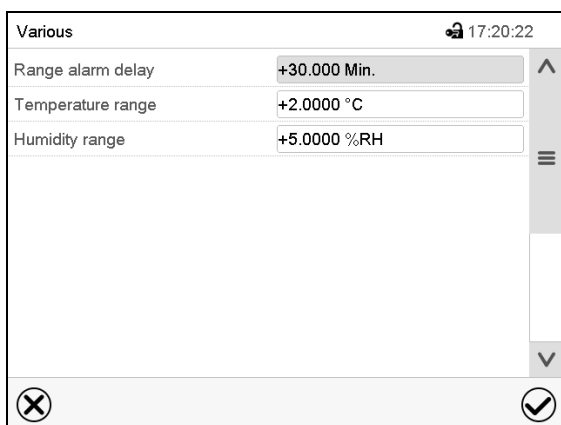 Various 17:20:22
Range alarm delay +30.000 Min.
Temperature range +2.0000 °C
Humidity range +5.0000 %RH